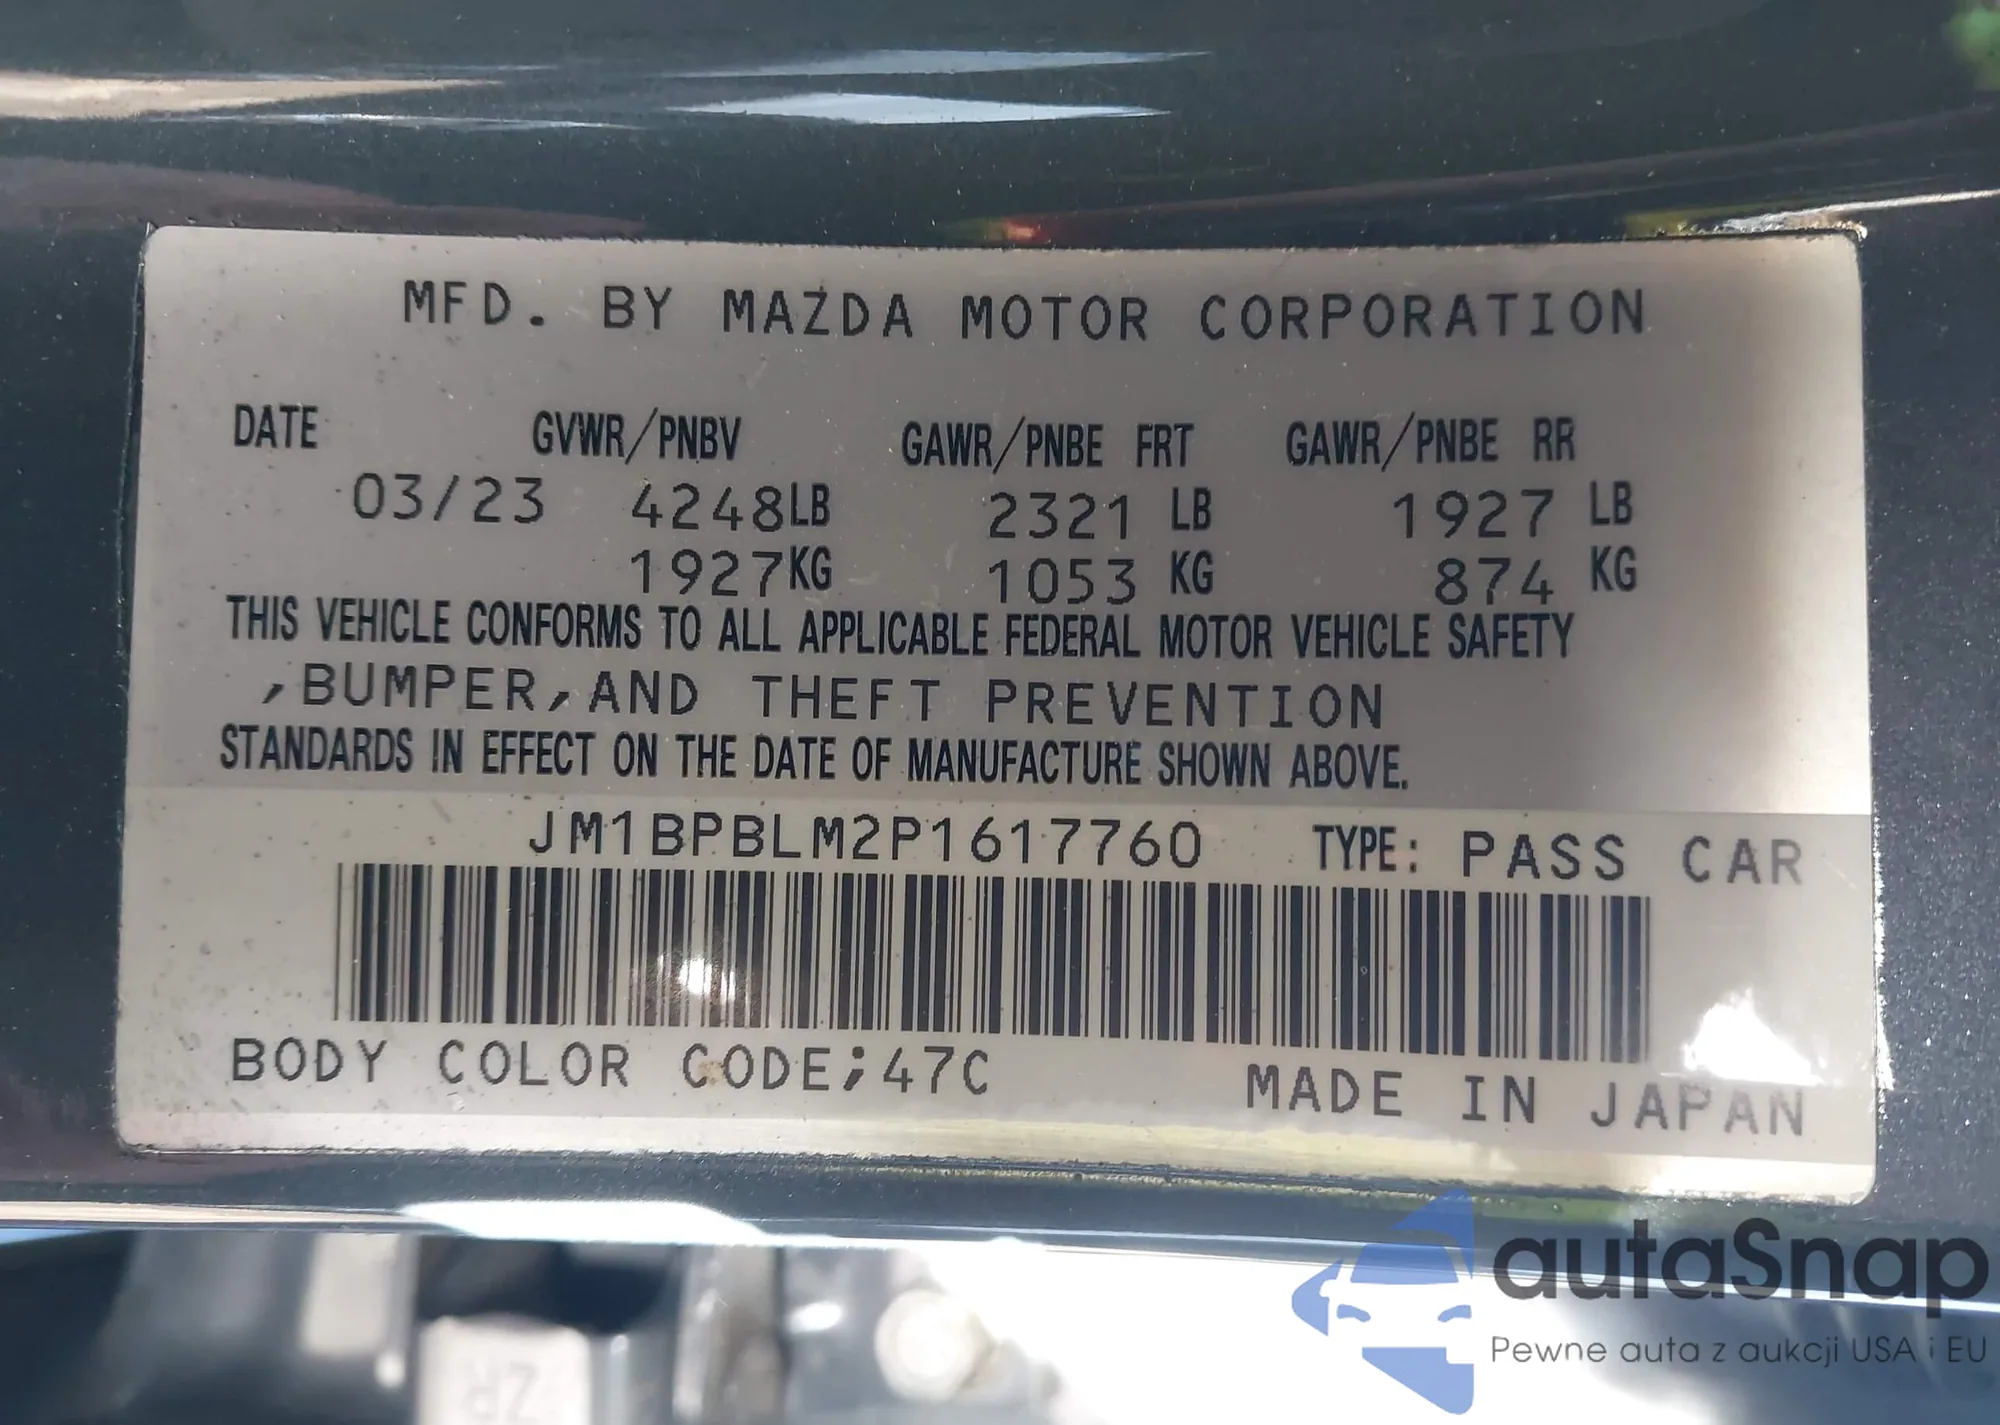 MFD. BY MAZDA MOTOR CORPORATION
DATE GVWR/PNBV GAWR/PNBE FRT GAWR/PNBE RR
03/23 4248LB 2321 LB 1927 LB
1927KG 1053 KG 874 KG
THIS VEHICLE CONFORMS TO ALL APPLICABLE FEDERAL MOTOR VEHICLE SAFETY
,BUMPER,AND THEFT PREVENTION
STANDARDS IN EFFECT ON THE DATE OF MANUFACTURE SHOWN ABOVE.
JM1BPBLM2P1617760 TYPE: PASS CAR
BODY COLOR CODE;47C MADE IN JAPAN
autaSnap
Pewne auta z aukcji USA i EU